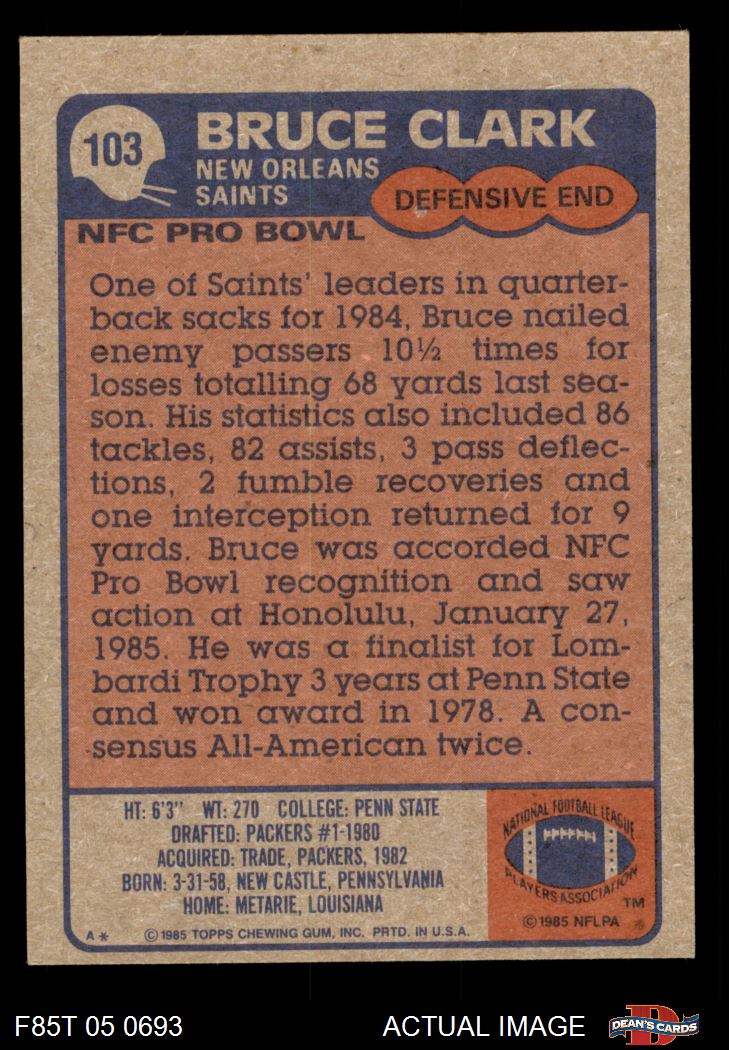 103
BRUCE CLARK
NEW ORLEANS
SAINTS
DEFENSIVE END
NFC PRO BOWL
One of Saints' leaders in quarter-
back sacks for 1984, Bruce nailed
enemy passers 10½ times for
losses totalling 68 yards last sea-
son. His statistics also included 86
tackles, 82 assists, 3 pass deflec-
tions, 2 fumble recoveries and
one interception returned for 9
yards. Bruce was accorded NFC
Pro Bowl recognition and saw
action at Honolulu, January 27,
1985. He was a finalist for Lom-
bardi Trophy 3 years at Penn State
and won award in 1978. A con-
sensus All-American twice.
HT: 6'3" WT: 270 COLLEGE: PENN STATE
DRAFTED: PACKERS #1-1980
ACQUIRED: TRADE, PACKERS, 1982
BORN: 3-31-58, NEW CASTLE, PENNSYLVANIA
HOME: METARIE, LOUISIANA
A * © 1985 TOPPS CHEWING GUM, INC. PRTD. IN U.S.A.
NATIONAL FOOTBALL LEAGUE
PLAYERS ASSOCIATION
TM
© 1985 NFLPA
F85T 05 0693
ACTUAL IMAGE
D
DEAN'S CARDS